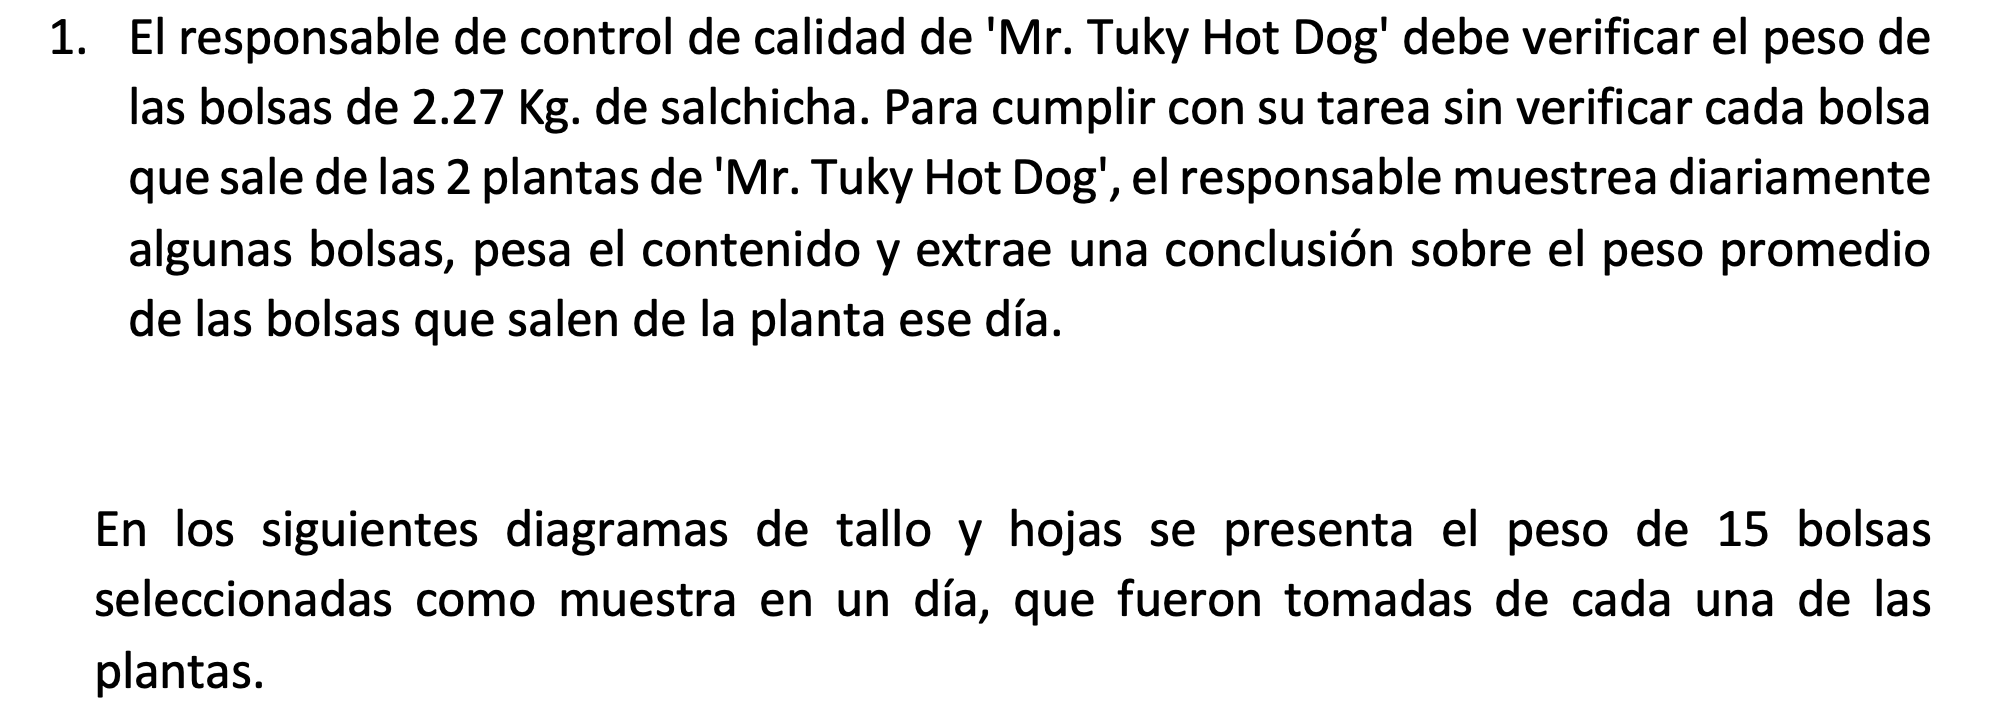 1. El responsable de control de calidad de 'Mr. Tuky Hot Dog' debe verificar el peso de
las bolsas de 2.27 Kg. de salchicha. Para cumplir con su tarea sin verificar cada bolsa
que sale de las 2 plantas de 'Mr. Tuky Hot Dog', el responsable muestrea diariamente
algunas bolsas, pesa el contenido y extrae una conclusión sobre el peso promedio
de las bolsas que salen de la planta ese día.
En los siguientes diagramas de tallo y hojas se presenta el peso de 15 bolsas
seleccionadas como muestra en un día, que fueron tomadas de cada una de las
plantas.